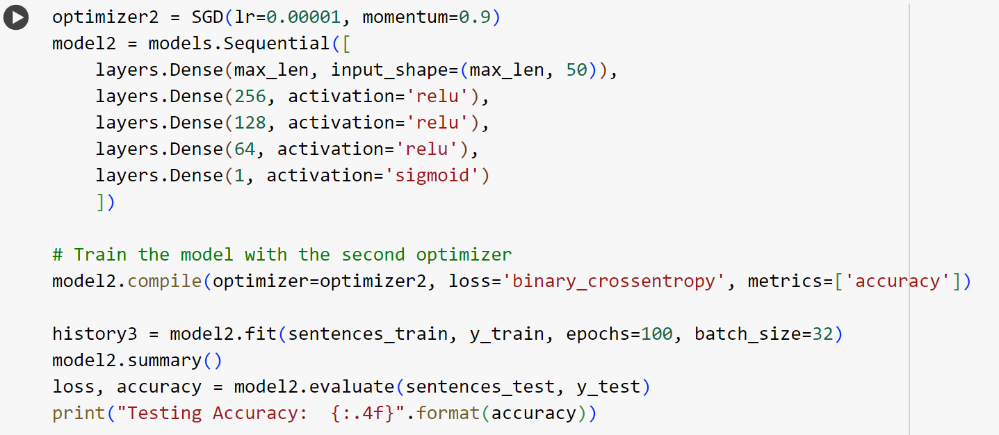 optimizer2 = SGD(lr=0.00001, momentum=0.9)
model2 = models.Sequential([
    layers.Dense(max_len, input_shape=(max_len, 50)),
    layers.Dense(256, activation='relu'),
    layers.Dense(128, activation='relu'),
    layers.Dense(64, activation='relu'),
    layers.Dense(1, activation='sigmoid')
    ])
# Train the model with the second optimizer
model2.compile(optimizer=optimizer2, loss='binary_crossentropy', metrics=['accuracy'])
history3 = model2.fit(sentences_train, y_train, epochs=100, batch_size=32)
model2.summary()
loss, accuracy = model2.evaluate(sentences_test, y_test)
print("Testing Accuracy:  {:.4f}".format(accuracy))